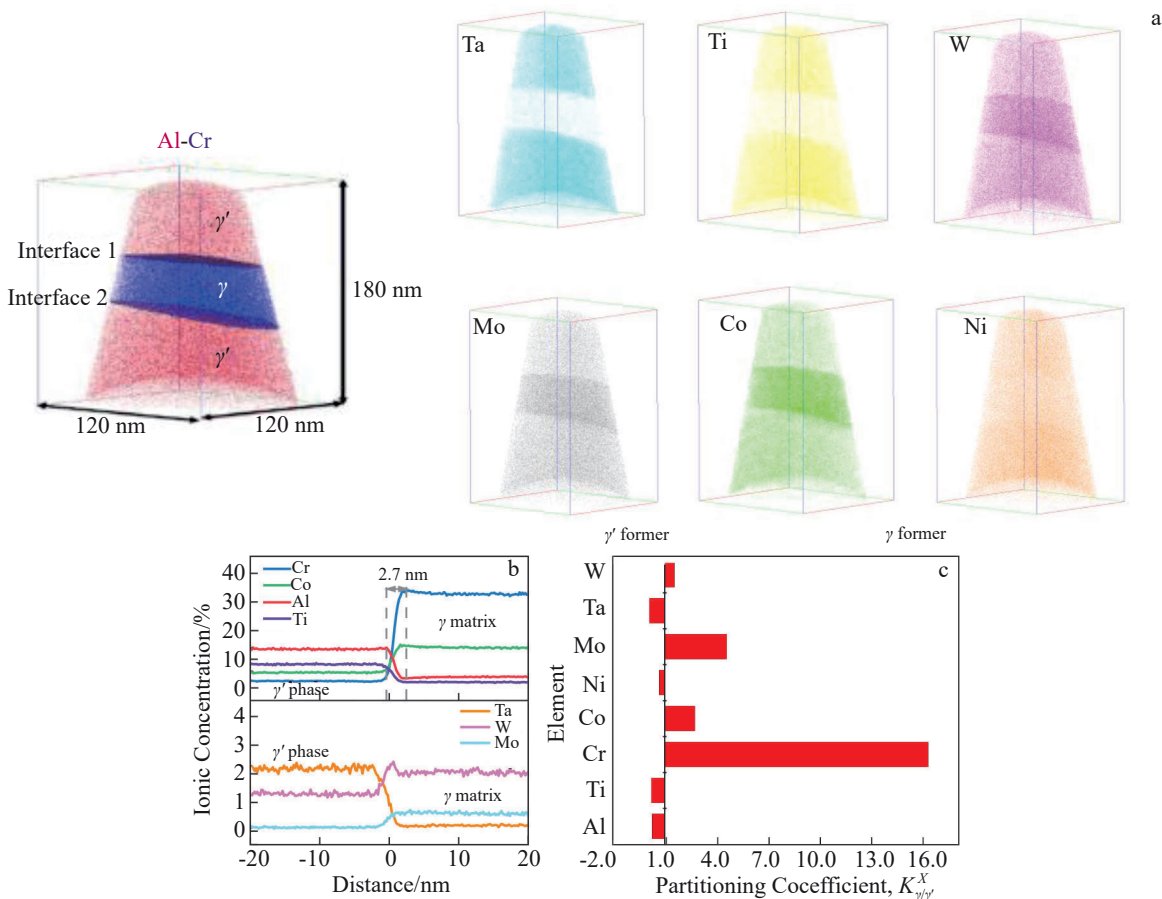 a
Ta
Ti
W
Al-Cr
γ′
Interface 1
γ
Interface 2
γ′
180 nm
120 nm
120 nm
Mo
Co
Ni
γ′ former
γ former
b
Cr
Co
Al
Ti
2.7 nm
γ matrix
γ′ phase
40
30
20
10
0
Ta
W
Mo
γ′ phase
γ matrix
4
3
2
1
0
Ionic Concentration/%
-20
-10
0
10
20
Distance/nm
c
W
Ta
Mo
Ni
Co
Cr
Ti
Al
Element
-2.0
1.0
4.0
7.0
10.0
13.0
16.0
Partitioning Cocefficient, K^X_γ/γ′